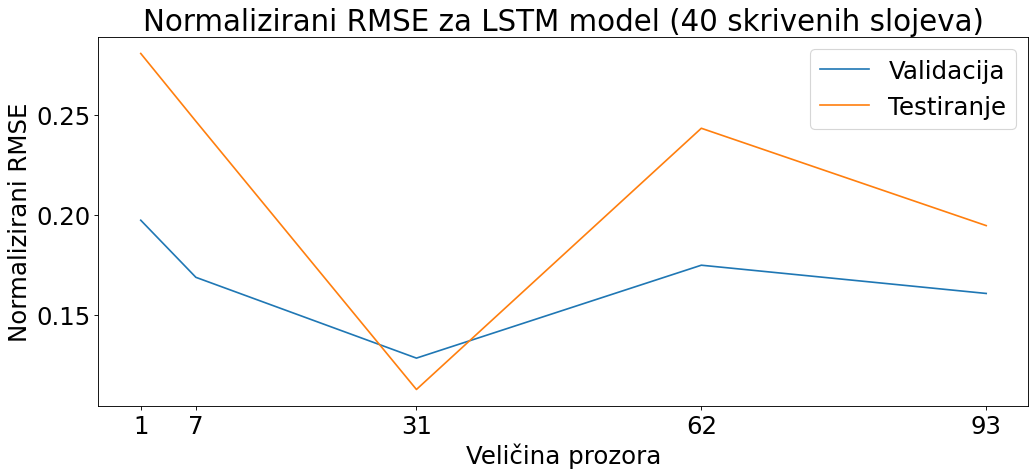 Normalizirani RMSE za LSTM model (40 skrivenih slojeva)
Validacija
Testiranje
Normalizirani RMSE
0.25
0.20
0.15
1 7 31 62 93
Veličina prozora